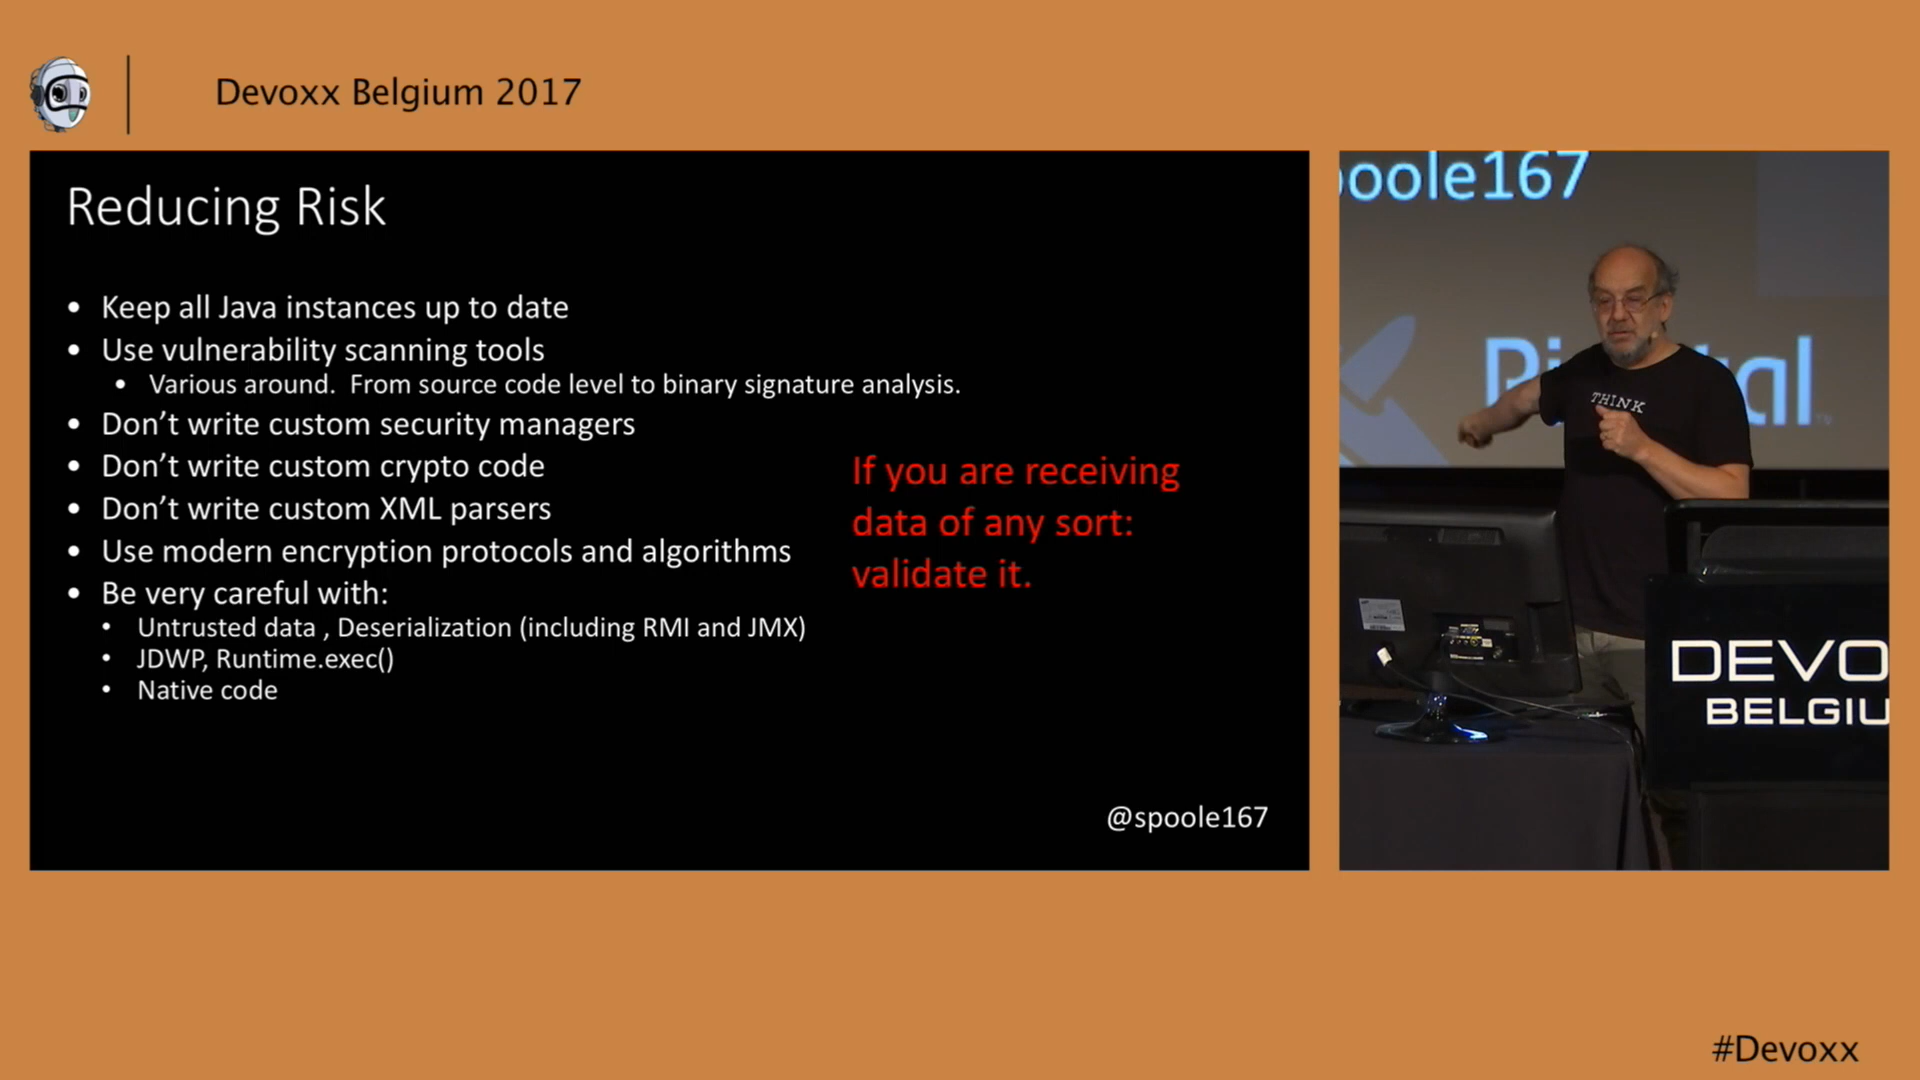 Devoxx Belgium 2017
Reducing Risk
• Keep all Java instances up to date
• Use vulnerability scanning tools
• Various around.  From source code level to binary signature analysis.
• Don’t write custom security managers
• Don’t write custom crypto code
• Don’t write custom XML parsers
• Use modern encryption protocols and algorithms
• Be very careful with:
• Untrusted data , Deserialization (including RMI and JMX)
• JDWP, Runtime.exec()
• Native code
If you are receiving
data of any sort:
validate it.
@spoole167
poole167
THINK
DEVO
BELGIU
#Devoxx